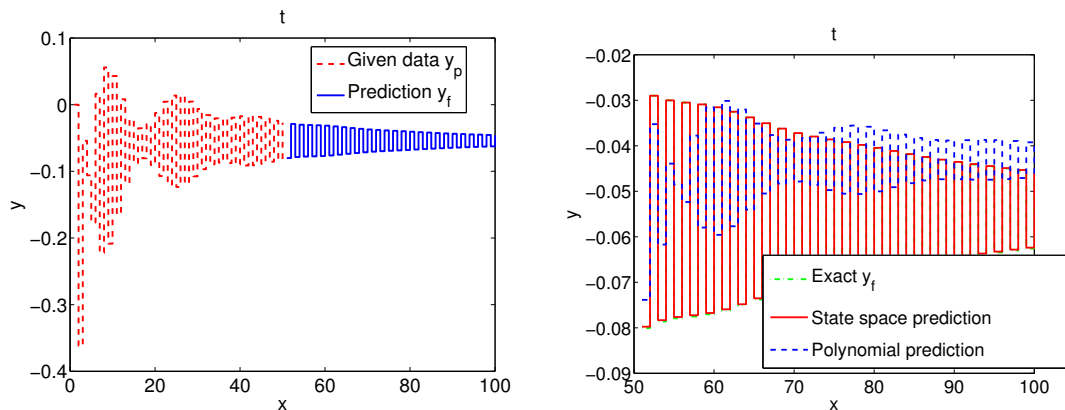 t
0.1
0
−0.1
−0.2
−0.3
−0.4
y
0 20 40 60 80 100
x
Given data y_p
Prediction y_f
t
−0.02
−0.03
−0.04
−0.05
−0.06
−0.07
−0.08
−0.09
y
50 60 70 80 90 100
x
Exact y_f
State space prediction
Polynomial prediction